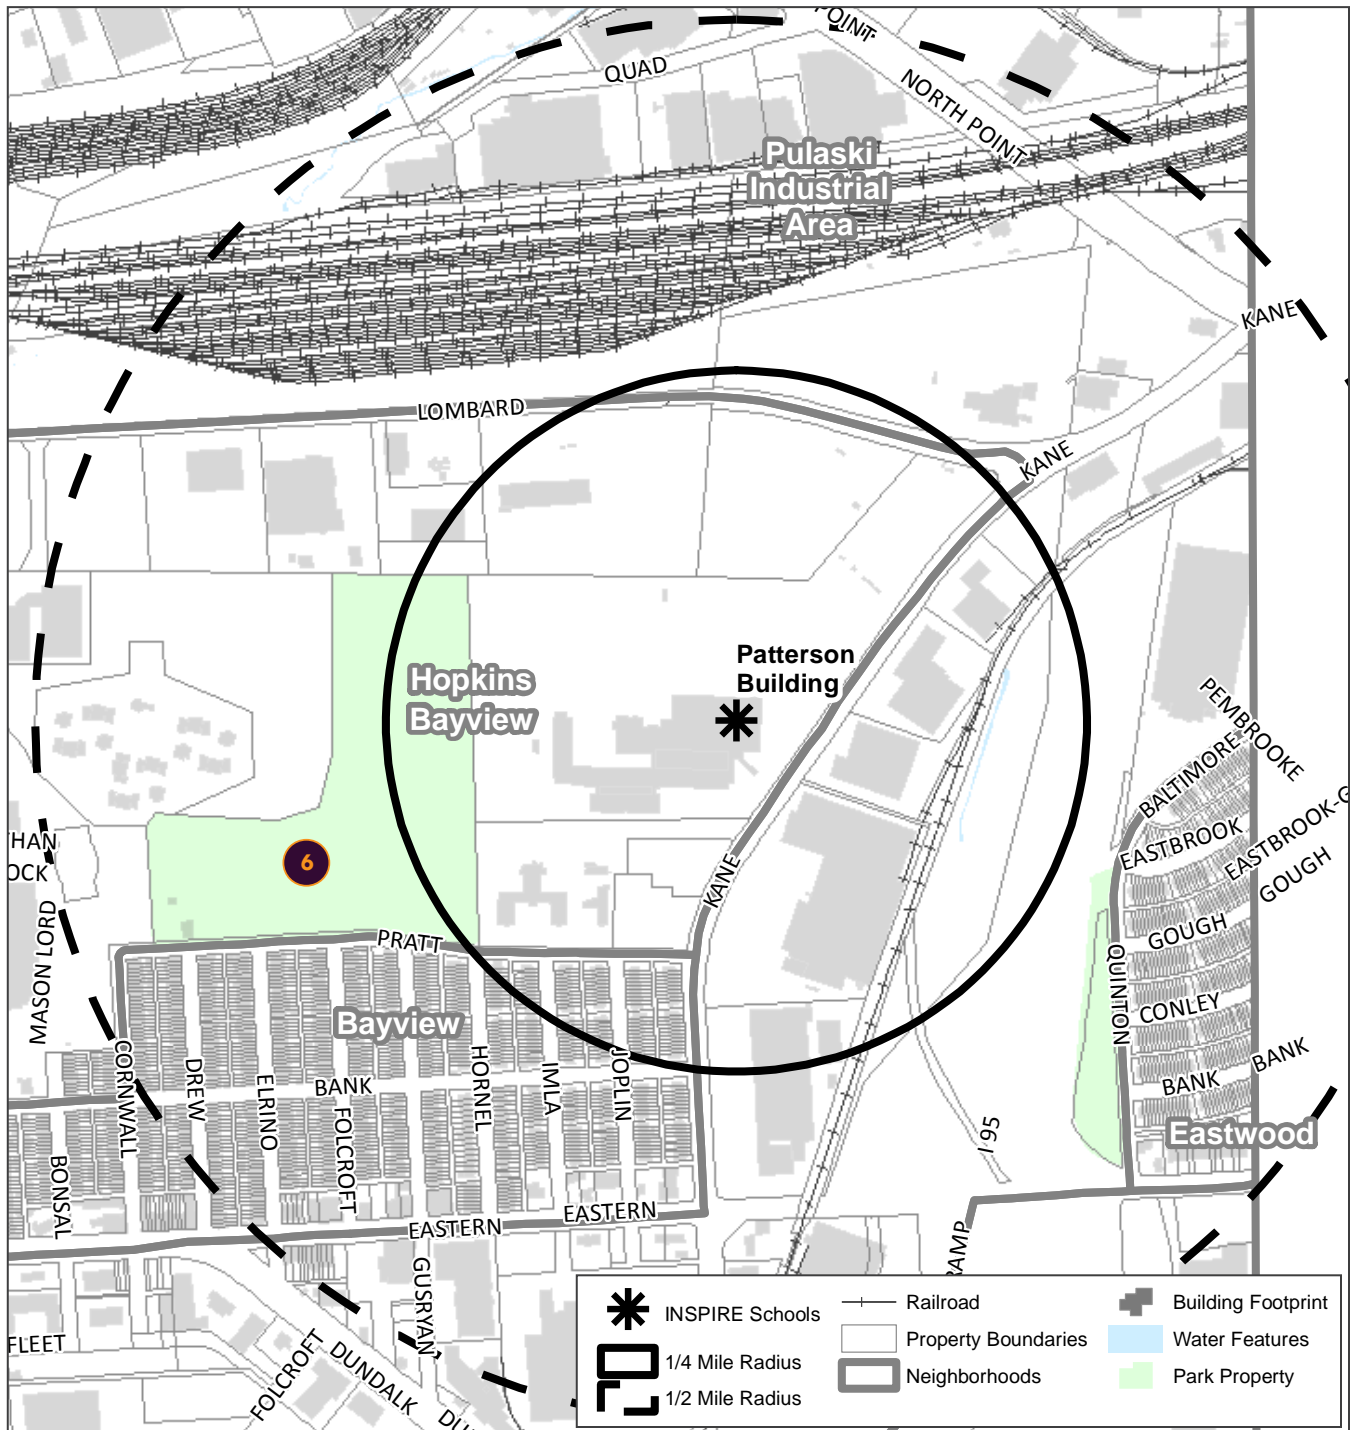 POINT
QUAD
NORTH POINT
Pulaski
Industrial
Area
KANE
LOMBARD
KANE
Patterson
Building
Hopkins
Bayview
PEMBROOKE
BALTIMORE
EASTBROOK
EASTBROOK-G
GOUGH
6
THAN
OCK
KANE
MASON LORD
PRATT
GOUGH
QUINTON
CONLEY
Bayview
BANK
BANK
CORNWALL
DREW
ELRINO
BANK
FOLCROFT
HORNEL
IMLA
JOPLIN
I 95
Eastwood
BONSAL
EASTERN
EASTERN
RAMP
GUSRYAN
FLEET
FOLCROFT
DUNDALK
INSPIRE Schools
1/4 Mile Radius
1/2 Mile Radius
Railroad
Property Boundaries
Neighborhoods
Building Footprint
Water Features
Park Property